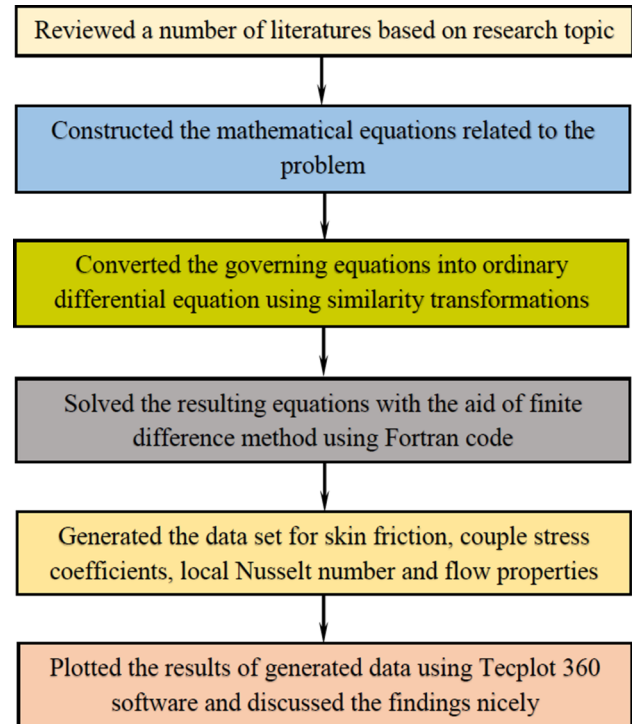 Reviewed a number of literatures based on research topic
Constructed the mathematical equations related to the
problem
Converted the governing equations into ordinary
differential equation using similarity transformations
Solved the resulting equations with the aid of finite
difference method using Fortran code
Generated the data set for skin friction, couple stress
coefficients, local Nusselt number and flow properties
Plotted the results of generated data using Tecplot 360
software and discussed the findings nicely